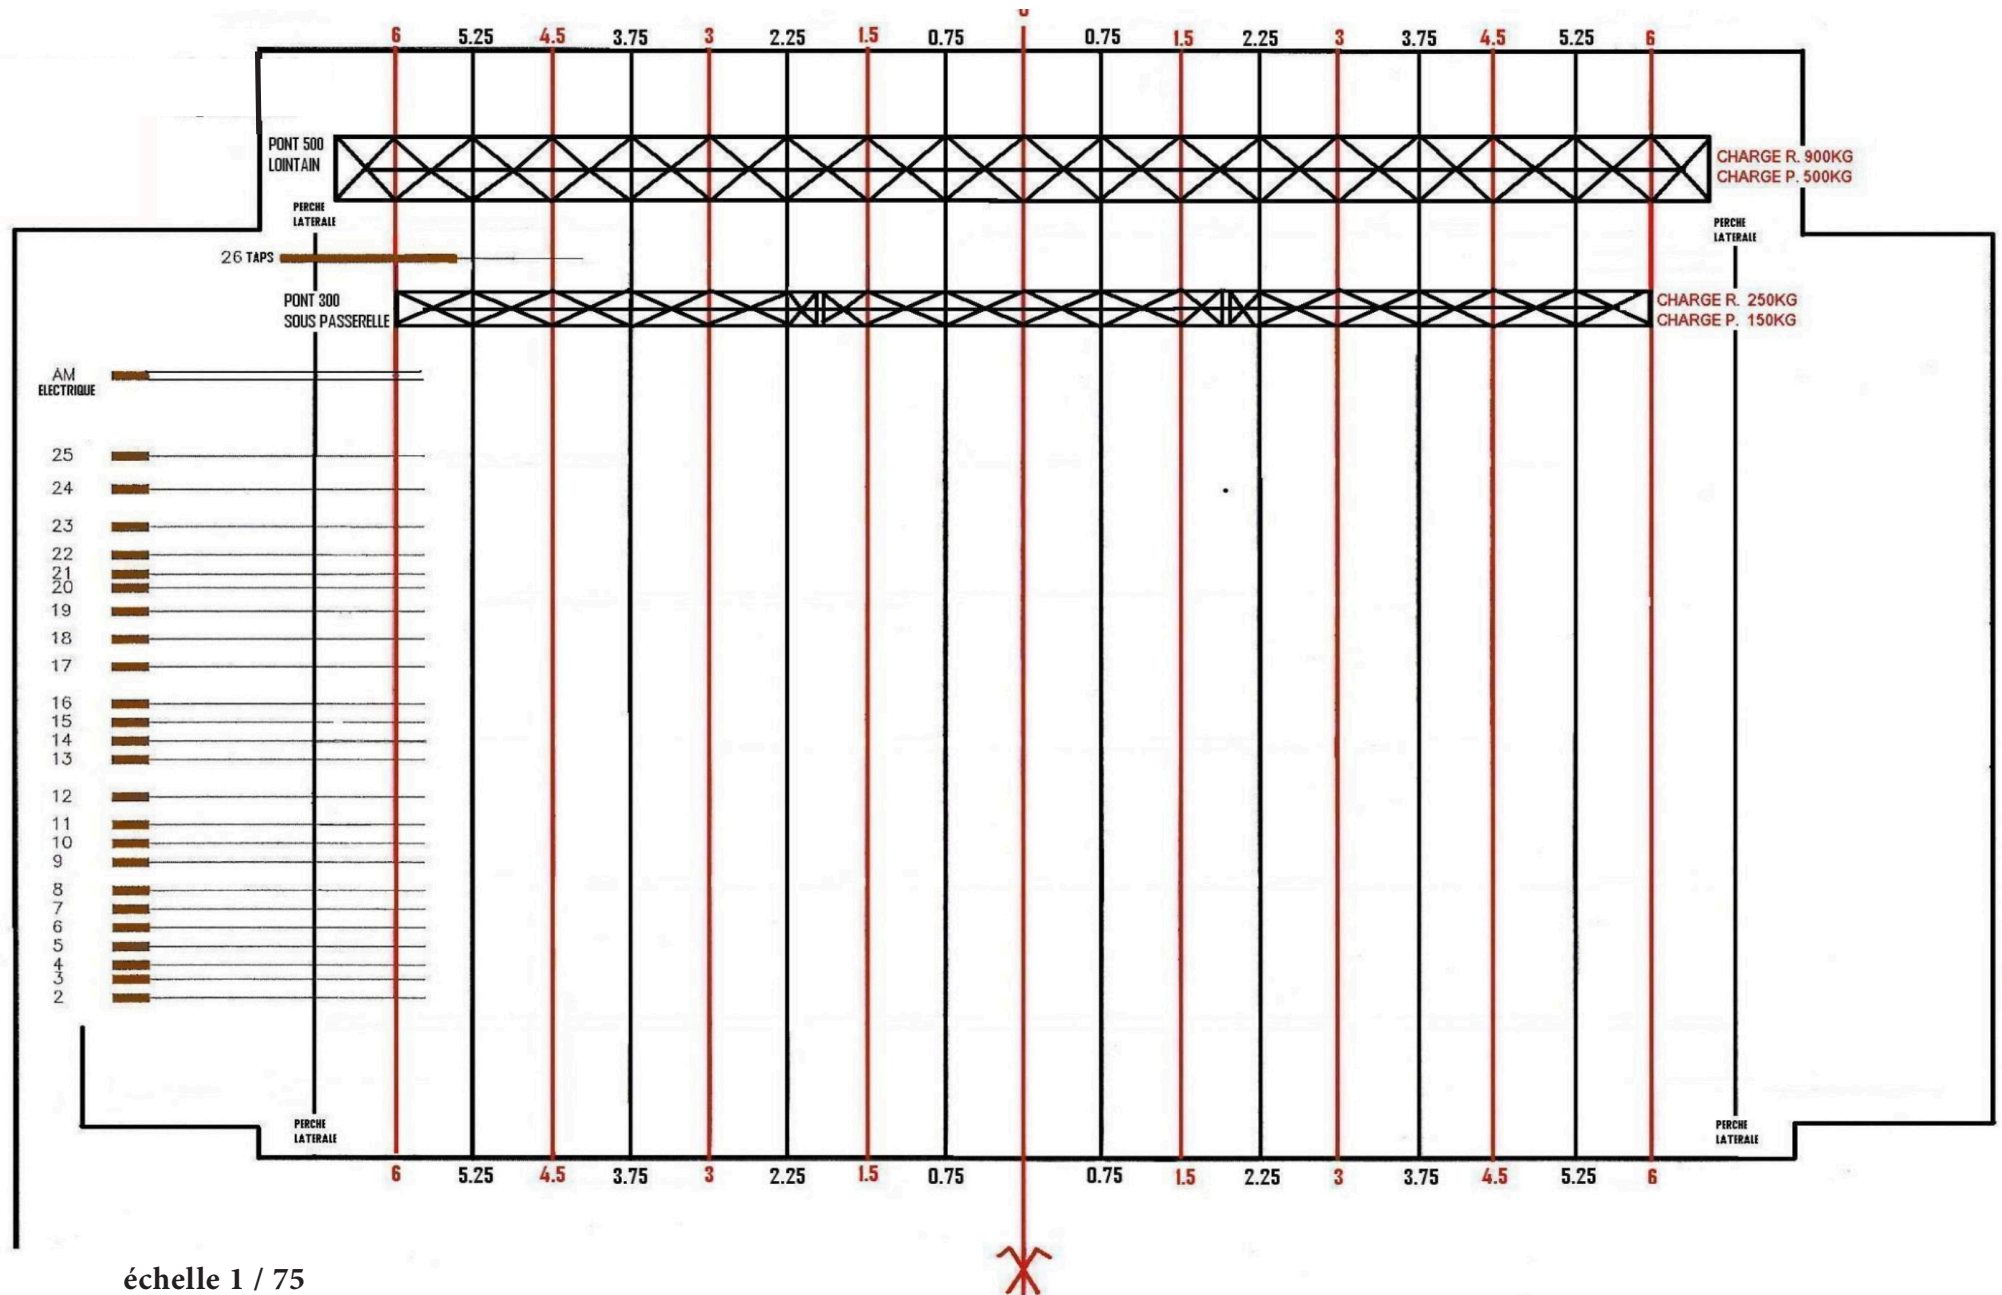 0
6 5.25 4.5 3.75 3 2.25 1.5 0.75 0.75 1.5 2.25 3 3.75 4.5 5.25 6
PONT 500
LOINTAIN
CHARGE R. 900KG
CHARGE P. 500KG
PERCHE
LATERALE
PERCHE
LATERALE
26 TAPS
PONT 300
SOUS PASSERELLE
CHARGE R. 250KG
CHARGE P. 150KG
AM
ELECTRIQUE
25
24
23
22
21
20
19
18
17
16
15
14
13
12
11
10
9
8
7
6
5
4
3
2
PERCHE
LATERALE
PERCHE
LATERALE
6 5.25 4.5 3.75 3 2.25 1.5 0.75 0.75 1.5 2.25 3 3.75 4.5 5.25 6
échelle 1 / 75